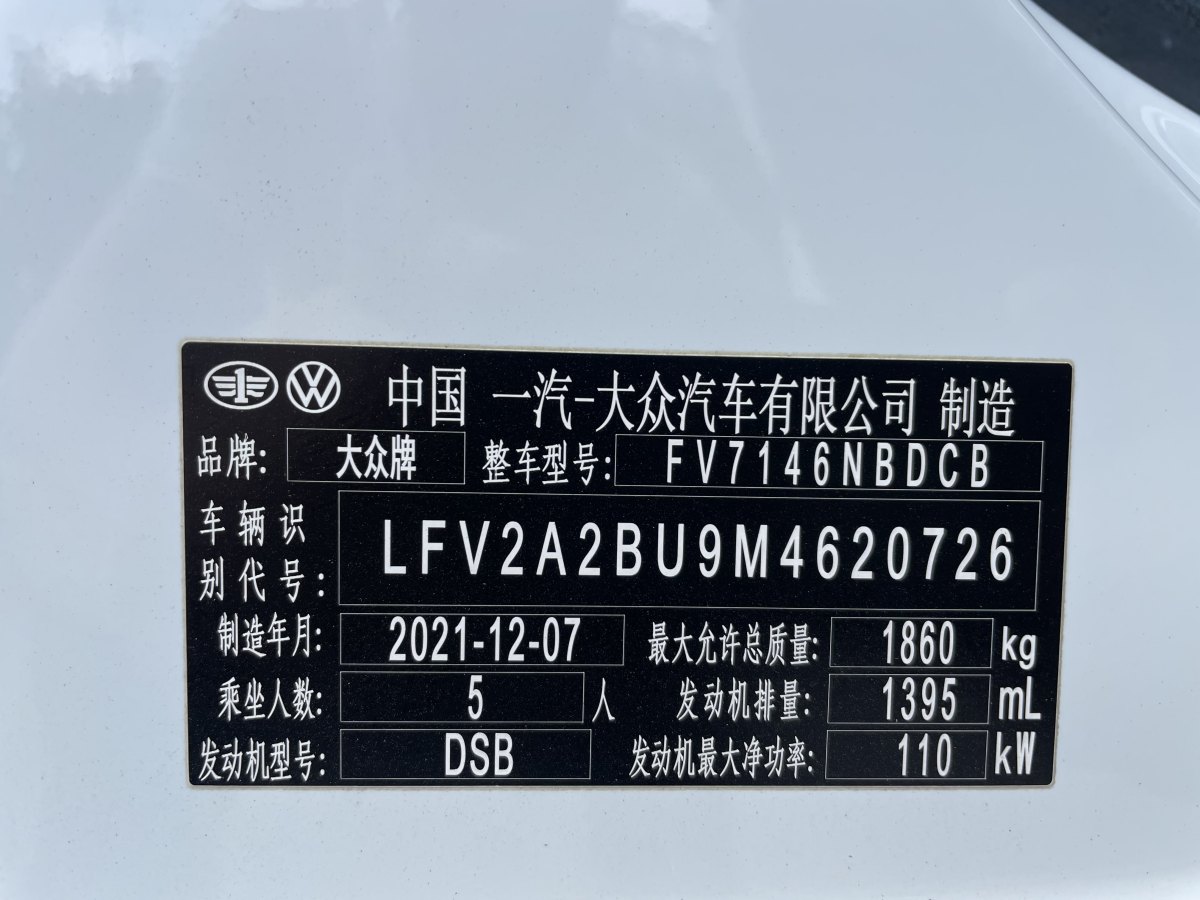 中国 一汽-大众汽车有限公司 制造
品牌: 大众牌 整车型号: FV7146NBDCB
车辆识
别代号: LFV2A2BU9M4620726
制造年月: 2021-12-07 最大允许总质量: 1860 kg
乘坐人数: 5 人 发动机排量: 1395 mL
发动机型号: DSB 发动机最大净功率: 110 kW